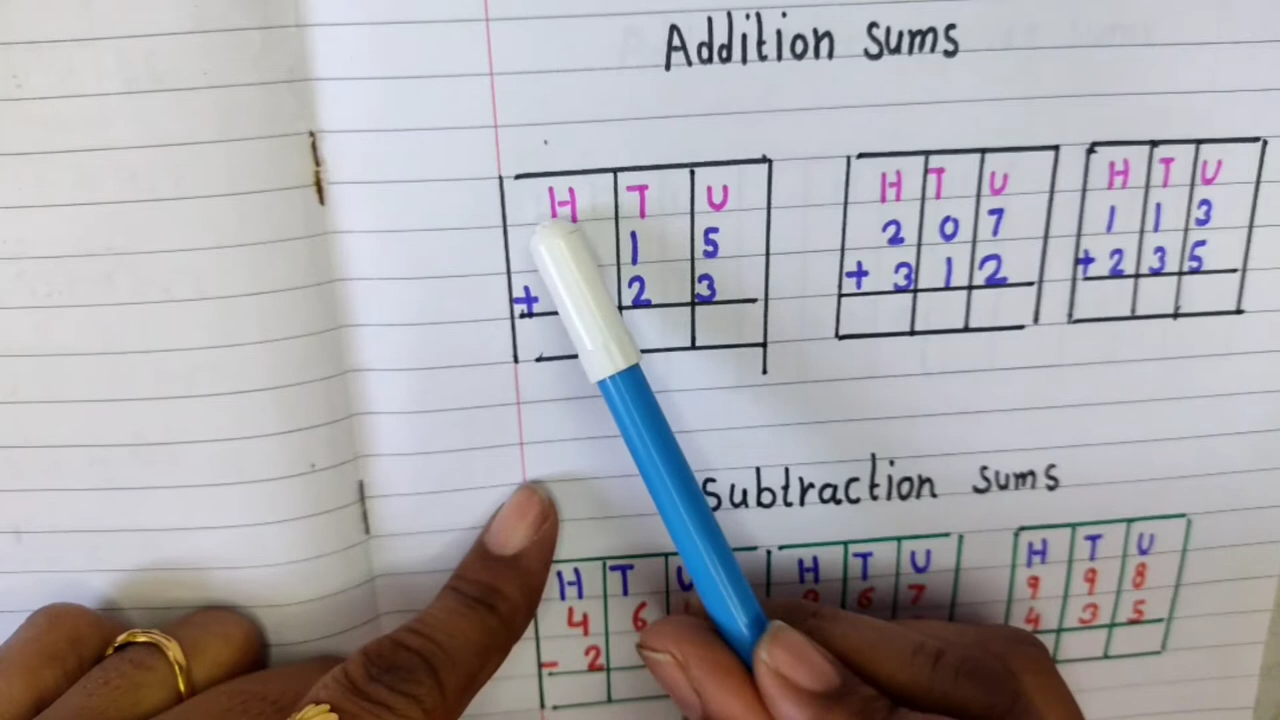 Addition sums
H T U
1 5
+ 2 3
H T U
2 0 7
+ 3 1 2
H T U
1 1 3
+ 2 3 5
subtraction sums
H T U
4 6
- 2
H T U
6 7
H T U
9 9 8
4 3 5